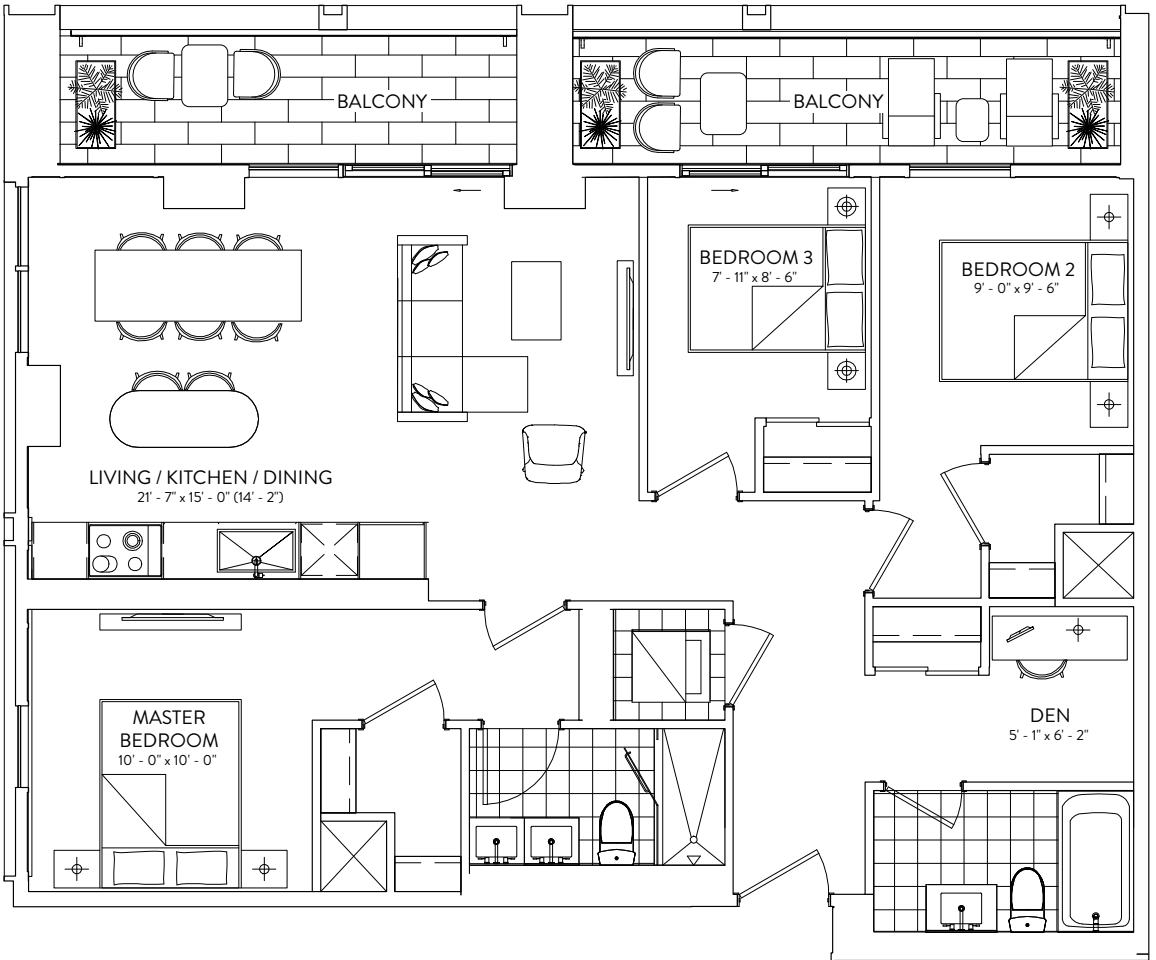 BALCONY
BALCONY
BEDROOM 3
7' - 11" x 8' - 6"
BEDROOM 2
9' - 0" x 9' - 6"
LIVING / KITCHEN / DINING
21' - 7" x 15' - 0" (14' - 2")
MASTER
BEDROOM
10' - 0" x 10' - 0"
DEN
5' - 1" x 6' - 2"